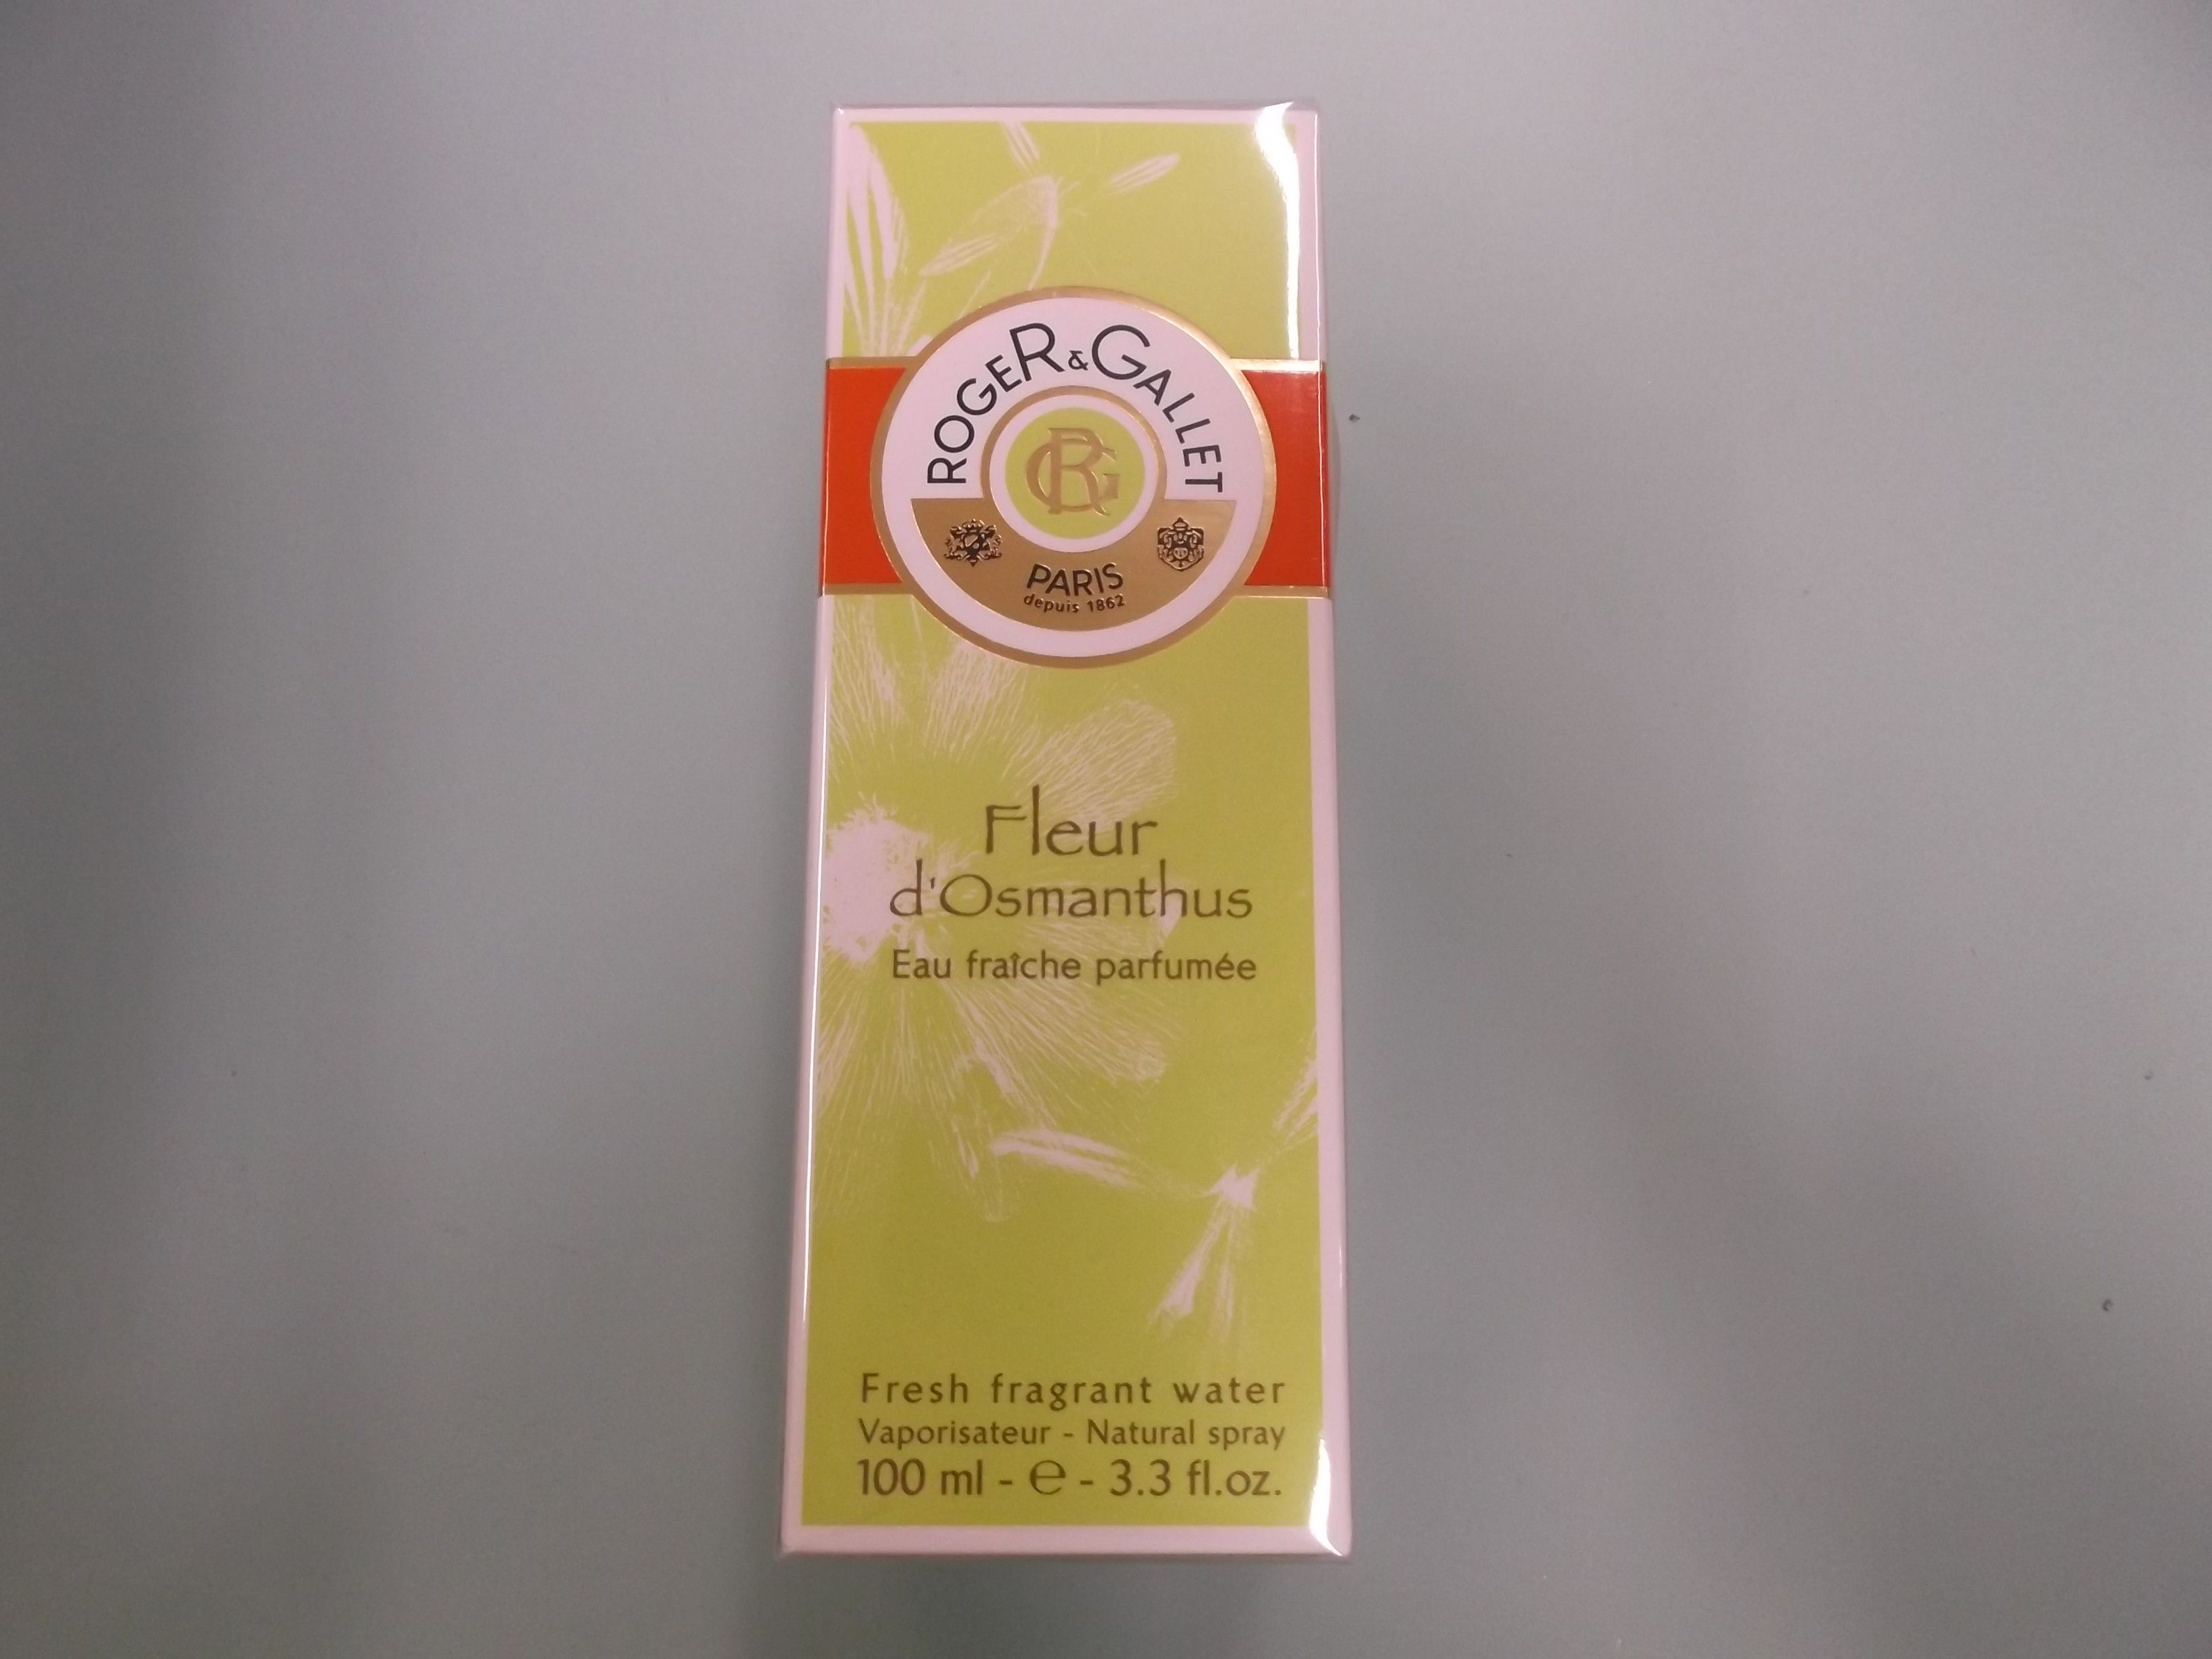 ROGER & GALLET
RG
PARIS
depuis 1862
Fleur
d'Osmanthus
Eau fraîche parfumée
Fresh fragrant water
Vaporisateur - Natural spray
100 ml - ℮ - 3.3 fl.oz.